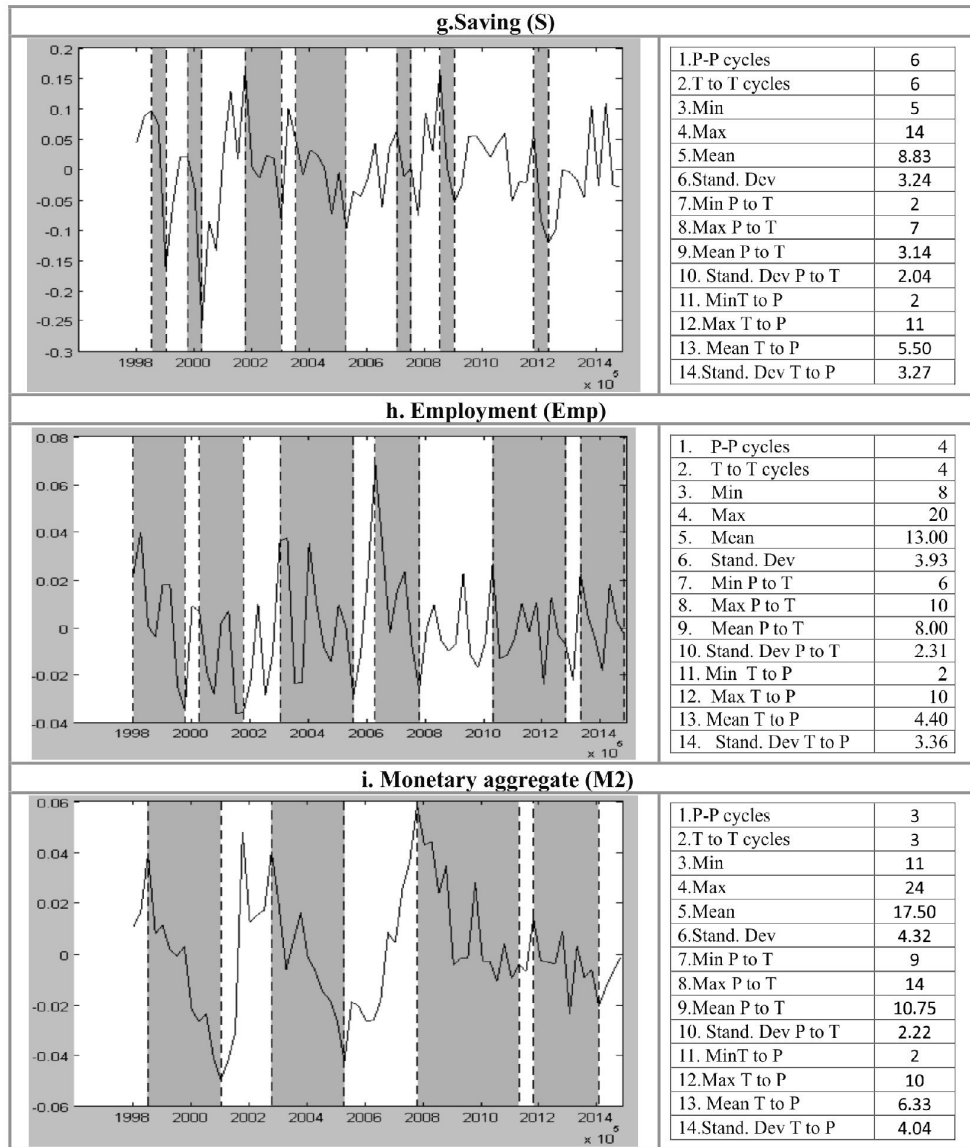 g.Saving (S)
0.2
0.15
0.1
0.05
0
-0.05
-0.1
-0.15
-0.2
-0.25
-0.3
1998 2000 2002 2004 2006 2008 2010 2012 2014
× 10⁵
1.P-P cycles 6
2.T to T cycles 6
3.Min 5
4.Max 14
5.Mean 8.83
6.Stand. Dev 3.24
7.Min P to T 2
8.Max P to T 7
9.Mean P to T 3.14
10. Stand. Dev P to T 2.04
11. MinT to P 2
12.Max T to P 11
13. Mean T to P 5.50
14.Stand. Dev T to P 3.27
h. Employment (Emp)
0.08
0.06
0.04
0.02
0
-0.02
-0.04
1998 2000 2002 2004 2006 2008 2010 2012 2014
× 10⁵
1. P-P cycles 4
2. T to T cycles 4
3. Min 8
4. Max 20
5. Mean 13.00
6. Stand. Dev 3.93
7. Min P to T 6
8. Max P to T 10
9. Mean P to T 8.00
10. Stand. Dev P to T 2.31
11. Min T to P 2
12. Max T to P 10
13. Mean T to P 4.40
14. Stand. Dev T to P 3.36
i. Monetary aggregate (M2)
0.06
0.04
0.02
0
-0.02
-0.04
-0.06
1998 2000 2002 2004 2006 2008 2010 2012 2014
× 10⁵
1.P-P cycles 3
2.T to T cycles 3
3.Min 11
4.Max 24
5.Mean 17.50
6.Stand. Dev 4.32
7.Min P to T 9
8.Max P to T 14
9.Mean P to T 10.75
10. Stand. Dev P to T 2.22
11. MinT to P 2
12.Max T to P 10
13. Mean T to P 6.33
14.Stand. Dev T to P 4.04